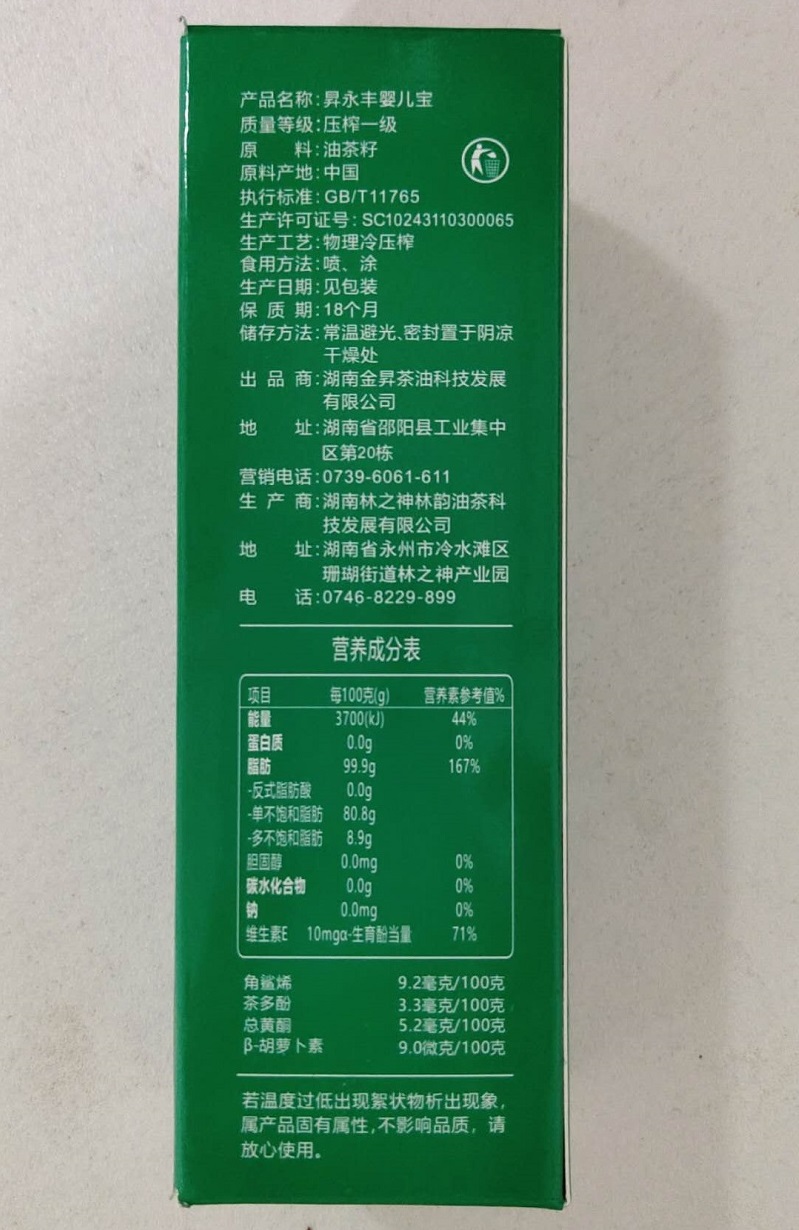 产品名称:昇永丰婴儿宝
质量等级:压榨一级
原 料:油茶籽
原料产地:中国
执行标准:GB/T11765
生产许可证号:SC10243110300065
生产工艺:物理冷压榨
食用方法:喷、涂
生产日期:见包装
保 质 期:18个月
储存方法:常温避光、密封置于阴凉
干燥处
出 品 商:湖南金昇茶油科技发展
有限公司
地 址:湖南省邵阳县工业集中
区第20栋
营销电话:0739-6061-611
生 产 商:湖南林之神林韵油茶科
技发展有限公司
地 址:湖南省永州市冷水滩区
珊瑚街道林之神产业园
电 话:0746-8229-899
营养成分表
项目 每100克(g) 营养素参考值%
能量 3700(kJ) 44%
蛋白质 0.0g 0%
脂肪 99.9g 167%
-反式脂肪酸 0.0g
-单不饱和脂肪 80.8g
-多不饱和脂肪 8.9g
胆固醇 0.0mg 0%
碳水化合物 0.0g 0%
钠 0.0mg 0%
维生素E 10mgα-生育酚当量 71%
角鲨烯 9.2毫克/100克
茶多酚 3.3毫克/100克
总黄酮 5.2毫克/100克
β-胡萝卜素 9.0微克/100克
若温度过低出现絮状物析出现象,
属产品固有属性,不影响品质，请
放心使用。